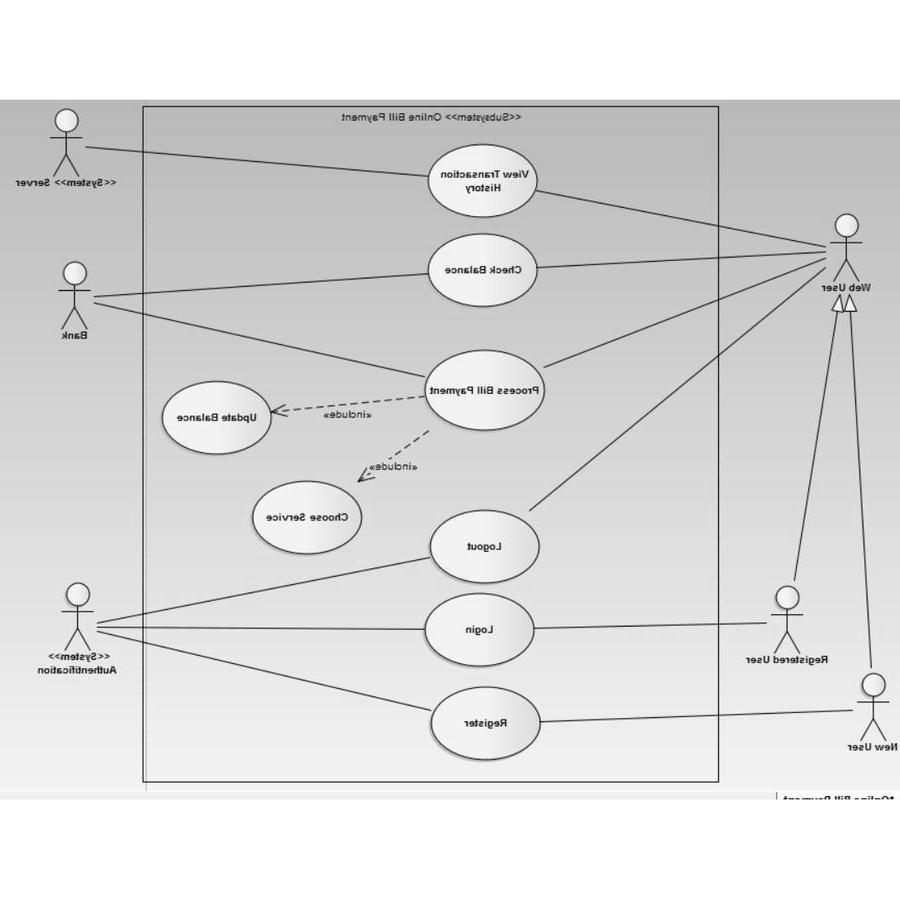 <<Subsystem>> Online Bill Payment
<<System>> Server
View Transaction
History
Web User
Check Balance
Bank
Process Bill Payment
Update Balance
«include»
«include»
Choose Service
Logout
<<System>>
Authentification
Login
Registered User
Register
New User
*Online Bill Payment